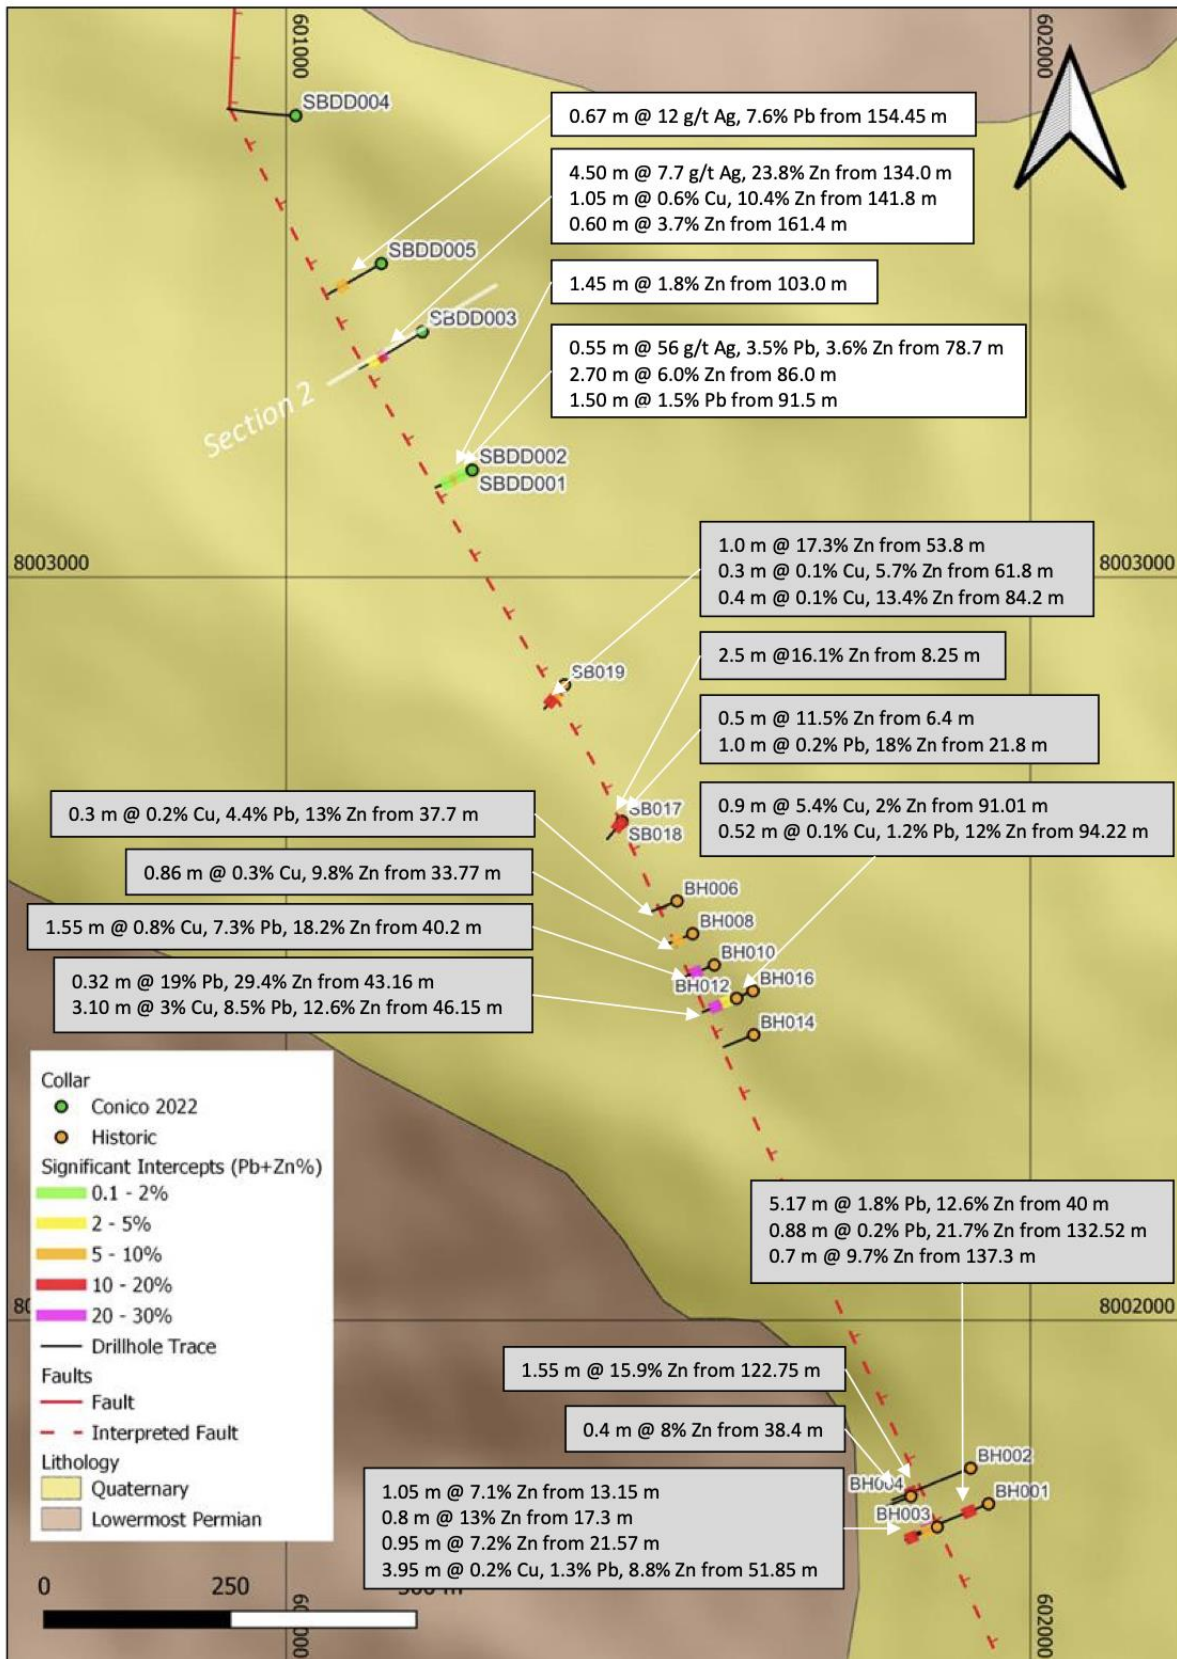 601000
602000
SBDD004
0.67 m @ 12 g/t Ag, 7.6% Pb from 154.45 m
4.50 m @ 7.7 g/t Ag, 23.8% Zn from 134.0 m
1.05 m @ 0.6% Cu, 10.4% Zn from 141.8 m
0.60 m @ 3.7% Zn from 161.4 m
SBDD005
1.45 m @ 1.8% Zn from 103.0 m
SBDD003
0.55 m @ 56 g/t Ag, 3.5% Pb, 3.6% Zn from 78.7 m
2.70 m @ 6.0% Zn from 86.0 m
1.50 m @ 1.5% Pb from 91.5 m
Section 2
SBDD002
SBDD001
8003000
8003000
1.0 m @ 17.3% Zn from 53.8 m
0.3 m @ 0.1% Cu, 5.7% Zn from 61.8 m
0.4 m @ 0.1% Cu, 13.4% Zn from 84.2 m
2.5 m @16.1% Zn from 8.25 m
SB019
0.5 m @ 11.5% Zn from 6.4 m
1.0 m @ 0.2% Pb, 18% Zn from 21.8 m
SB017
SB018
0.9 m @ 5.4% Cu, 2% Zn from 91.01 m
0.52 m @ 0.1% Cu, 1.2% Pb, 12% Zn from 94.22 m
0.3 m @ 0.2% Cu, 4.4% Pb, 13% Zn from 37.7 m
0.86 m @ 0.3% Cu, 9.8% Zn from 33.77 m
BH006
1.55 m @ 0.8% Cu, 7.3% Pb, 18.2% Zn from 40.2 m
BH008
BH010
0.32 m @ 19% Pb, 29.4% Zn from 43.16 m
3.10 m @ 3% Cu, 8.5% Pb, 12.6% Zn from 46.15 m
BH012
BH016
BH014
Collar
Conico 2022
Historic
Significant Intercepts (Pb+Zn%)
0.1 - 2%
2 - 5%
5 - 10%
10 - 20%
20 - 30%
Drillhole Trace
Faults
Fault
Interpreted Fault
Lithology
Quaternary
Lowermost Permian
5.17 m @ 1.8% Pb, 12.6% Zn from 40 m
0.88 m @ 0.2% Pb, 21.7% Zn from 132.52 m
0.7 m @ 9.7% Zn from 137.3 m
8002000
1.55 m @ 15.9% Zn from 122.75 m
0.4 m @ 8% Zn from 38.4 m
BH002
BH004
BH001
BH003
1.05 m @ 7.1% Zn from 13.15 m
0.8 m @ 13% Zn from 17.3 m
0.95 m @ 7.2% Zn from 21.57 m
3.95 m @ 0.2% Cu, 1.3% Pb, 8.8% Zn from 51.85 m
0
250
602000